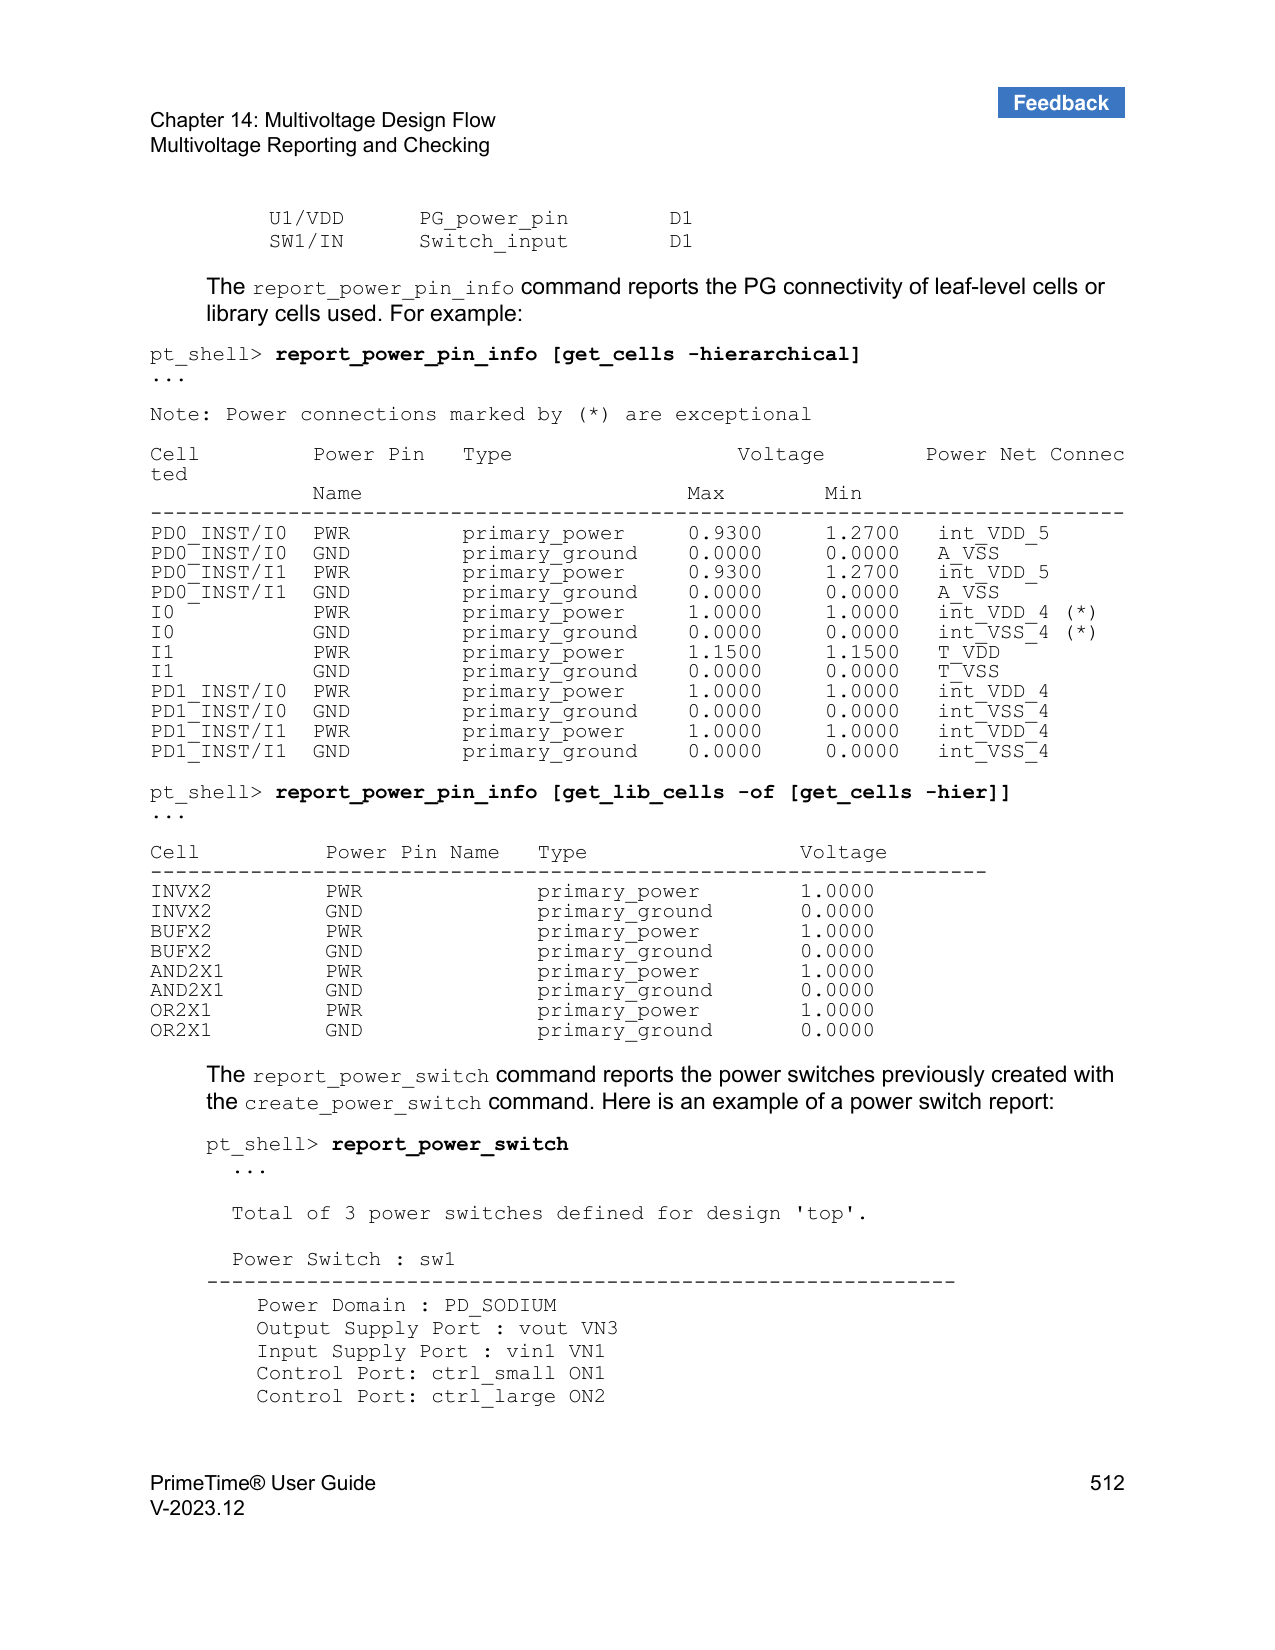 Feedback
Chapter 14: Multivoltage Design Flow
Multivoltage Reporting and Checking
U1/VDD      PG_power_pin        D1
SW1/IN      Switch_input        D1
The report_power_pin_info command reports the PG connectivity of leaf-level cells or
library cells used. For example:
pt_shell> report_power_pin_info [get_cells -hierarchical]
...
Note: Power connections marked by (*) are exceptional
Cell         Power Pin   Type                  Voltage        Power Net Connec
ted
             Name                          Max        Min
------------------------------------------------------------------------------
PD0_INST/I0  PWR         primary_power     0.9300     1.2700   int_VDD_5
PD0_INST/I0  GND         primary_ground    0.0000     0.0000   A_VSS
PD0_INST/I1  PWR         primary_power     0.9300     1.2700   int_VDD_5
PD0_INST/I1  GND         primary_ground    0.0000     0.0000   A_VSS
I0           PWR         primary_power     1.0000     1.0000   int_VDD_4 (*)
I0           GND         primary_ground    0.0000     0.0000   int_VSS_4 (*)
I1           PWR         primary_power     1.1500     1.1500   T_VDD
I1           GND         primary_ground    0.0000     0.0000   T_VSS
PD1_INST/I0  PWR         primary_power     1.0000     1.0000   int_VDD_4
PD1_INST/I0  GND         primary_ground    0.0000     0.0000   int_VSS_4
PD1_INST/I1  PWR         primary_power     1.0000     1.0000   int_VDD_4
PD1_INST/I1  GND         primary_ground    0.0000     0.0000   int_VSS_4
pt_shell> report_power_pin_info [get_lib_cells -of [get_cells -hier]]
...
Cell          Power Pin Name   Type                 Voltage
-------------------------------------------------------------------
INVX2         PWR              primary_power        1.0000
INVX2         GND              primary_ground       0.0000
BUFX2         PWR              primary_power        1.0000
BUFX2         GND              primary_ground       0.0000
AND2X1        PWR              primary_power        1.0000
AND2X1        GND              primary_ground       0.0000
OR2X1         PWR              primary_power        1.0000
OR2X1         GND              primary_ground       0.0000
The report_power_switch command reports the power switches previously created with
the create_power_switch command. Here is an example of a power switch report:
pt_shell> report_power_switch
...
Total of 3 power switches defined for design 'top'.
Power Switch : sw1
------------------------------------------------------------
Power Domain : PD_SODIUM
Output Supply Port : vout VN3
Input Supply Port : vin1 VN1
Control Port: ctrl_small ON1
Control Port: ctrl_large ON2
PrimeTime® User Guide 512
V-2023.12